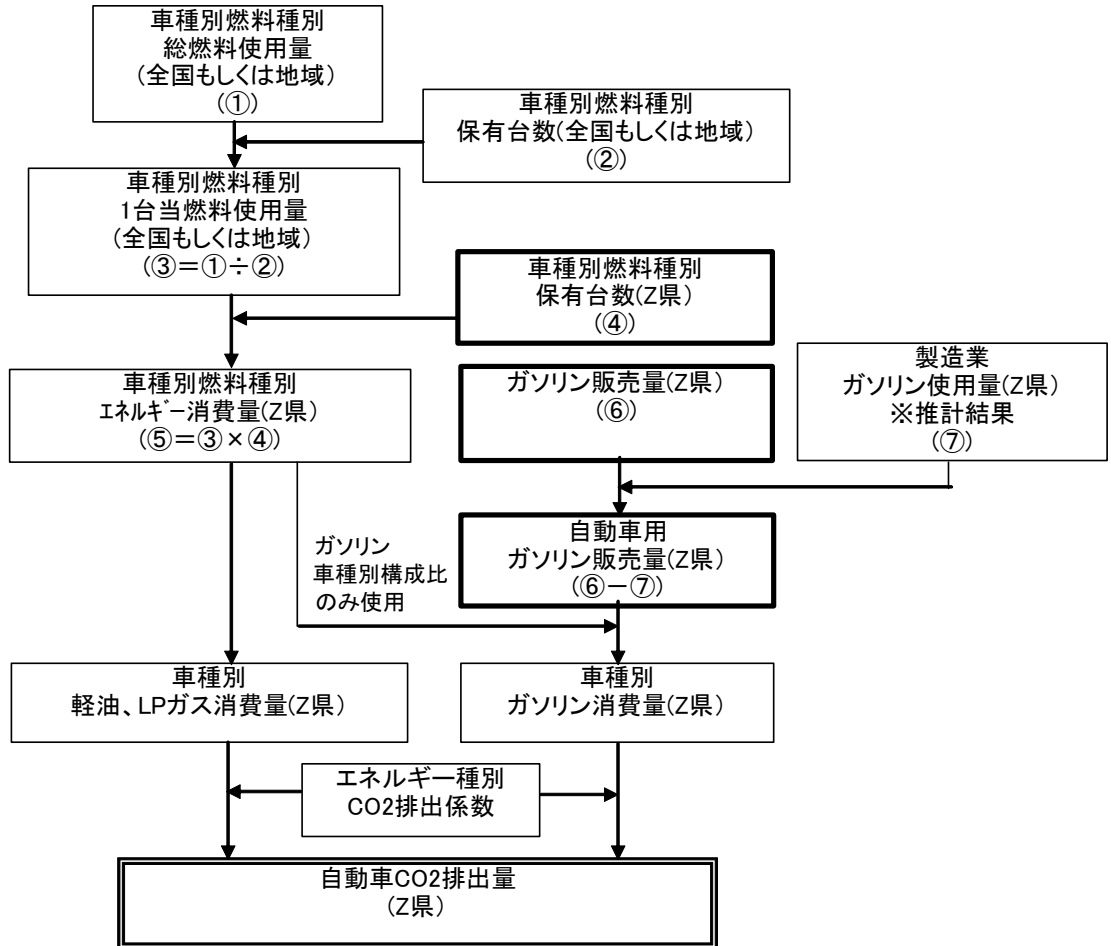 車種別燃料種別
総燃料使用量
(全国もしくは地域)
(①)
車種別燃料種別
保有台数(全国もしくは地域)
(②)
車種別燃料種別
1台当燃料使用量
(全国もしくは地域)
(③=①÷②)
車種別燃料種別
保有台数(Z県)
(④)
車種別燃料種別
エネルギー消費量(Z県)
(⑤=③×④)
ガソリン販売量(Z県)
(⑥)
製造業
ガソリン使用量(Z県)
※推計結果
(⑦)
自動車用
ガソリン販売量(Z県)
(⑥-⑦)
ガソリン
車種別構成比
のみ使用
車種別
軽油、LPガス消費量(Z県)
車種別
ガソリン消費量(Z県)
エネルギー種別
CO2排出係数
自動車CO2排出量
(Z県)